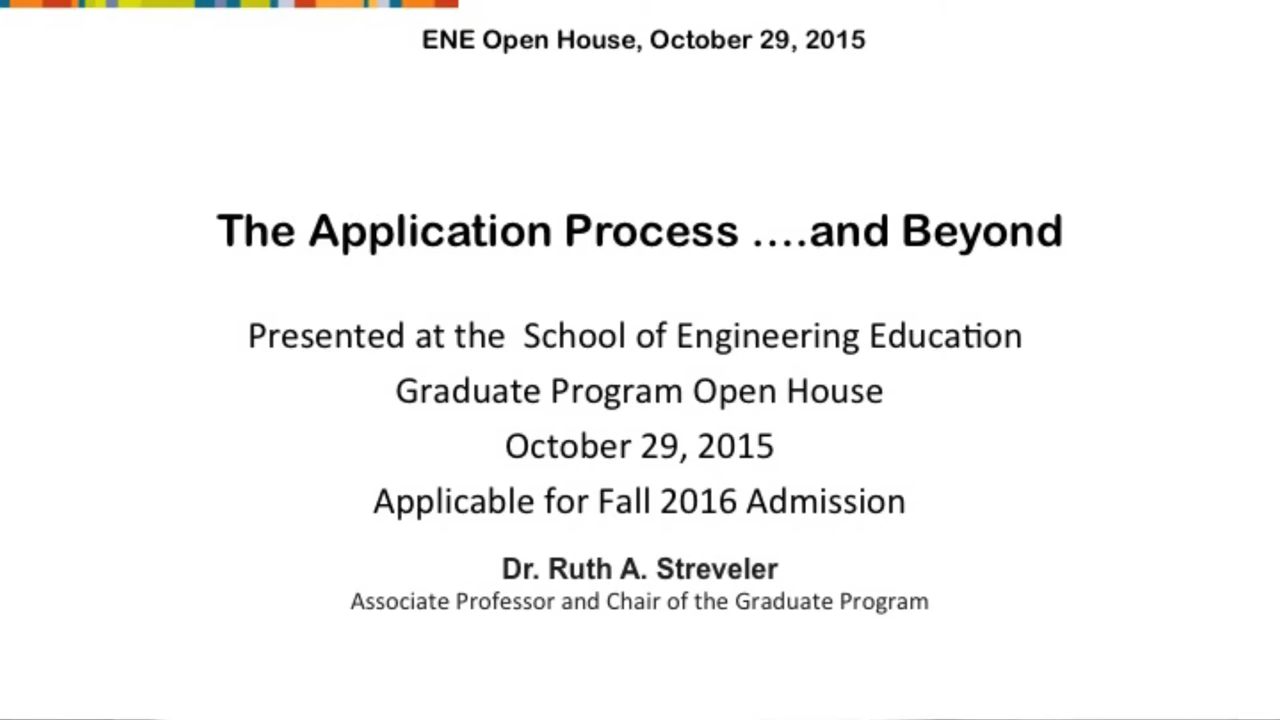 ENE Open House, October 29, 2015
The Application Process ....and Beyond
Presented at the School of Engineering Education
Graduate Program Open House
October 29, 2015
Applicable for Fall 2016 Admission
Dr. Ruth A. Streveler
Associate Professor and Chair of the Graduate Program